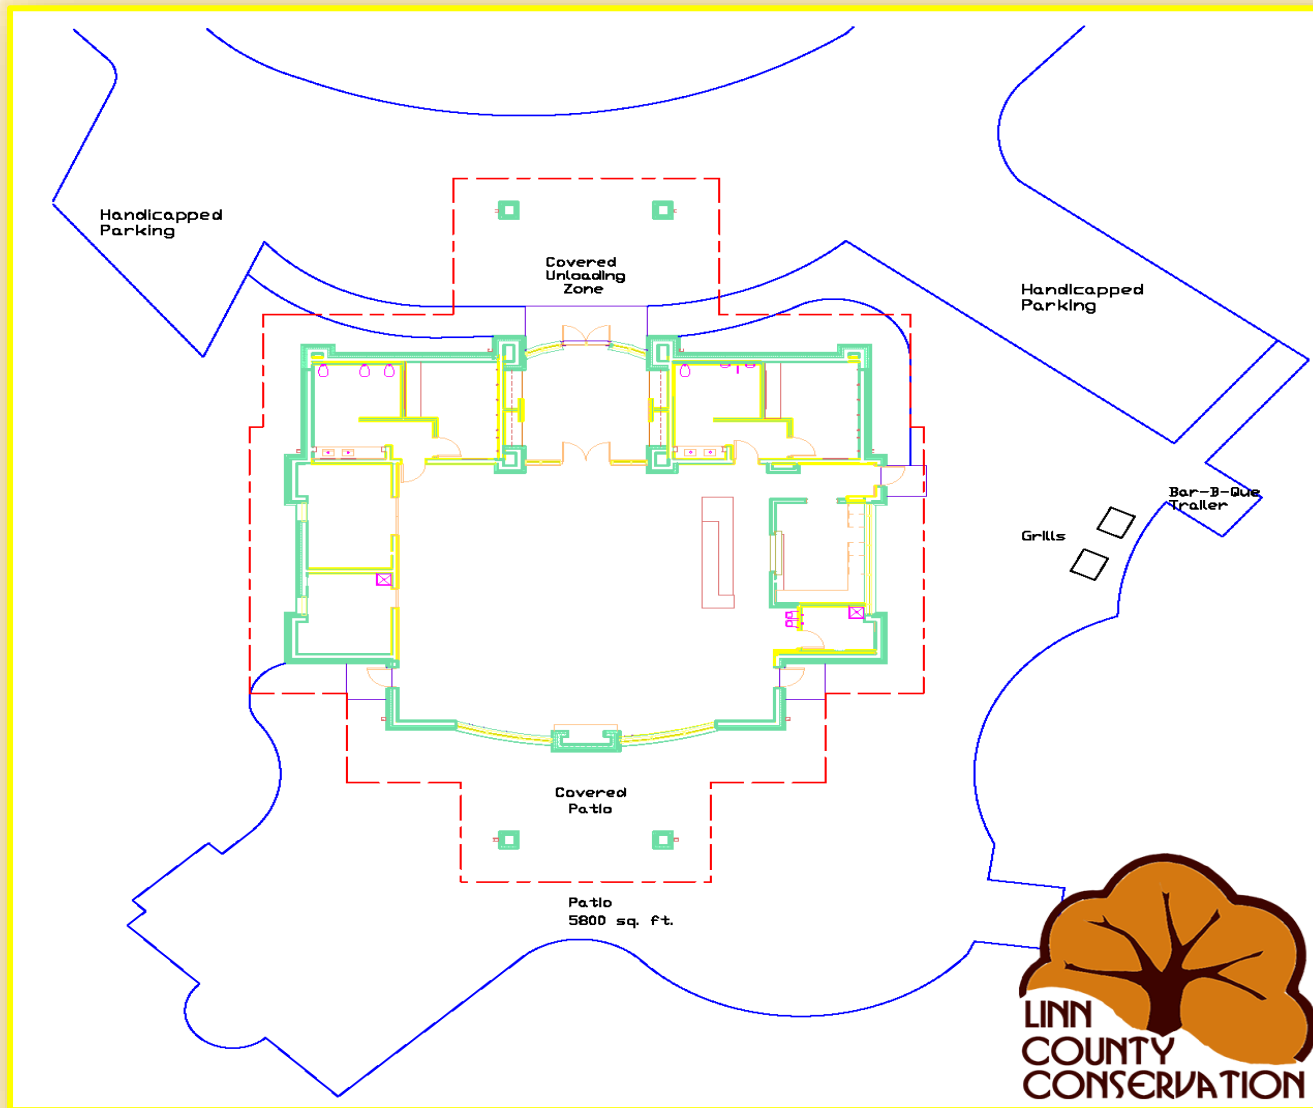 Handicapped
Parking
Covered
Unloading
Zone
Handicapped
Parking
Bar-B-Que
Trailer
Grills
Covered
Patio
Patio
5800 sq. ft.
LINN
COUNTY
CONSERVATION